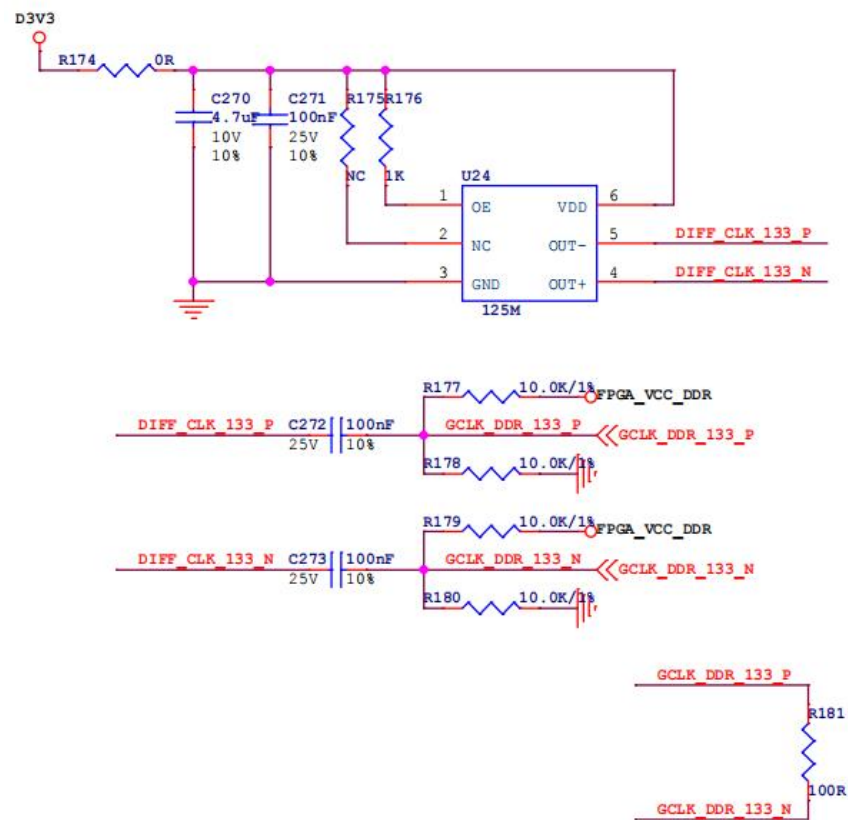 D3V3
R174 0R
C270 C271 R175 R176
4.7uF 100nF
10V 25V
10% 10% NC 1K U24
1 OE VDD 6
2 NC OUT- 5 DIFF_CLK_133_P
3 GND OUT+ 4 DIFF_CLK_133_N
125M
R177 10.0K/1% FPGA_VCC_DDR
DIFF_CLK_133_P C272 100nF GCLK_DDR_133_P GCLK_DDR_133_P
25V 10%
R178 10.0K/1%
R179 10.0K/1% FPGA_VCC_DDR
DIFF_CLK_133_N C273 100nF GCLK_DDR_133_N GCLK_DDR_133_N
25V 10%
R180 10.0K/1%
GCLK_DDR_133_P
R181
100R
GCLK_DDR_133_N